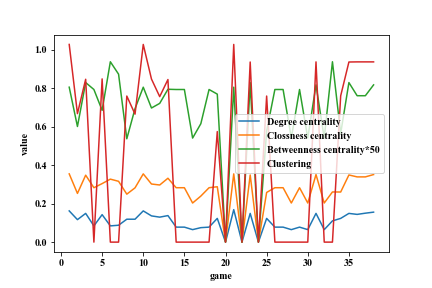 1.0
0.8
0.6
0.4
0.2
0.0
value
Degree centrality
Clossness centrality
Betweenness centrality*50
Clustering
0 5 10 15 20 25 30 35
game